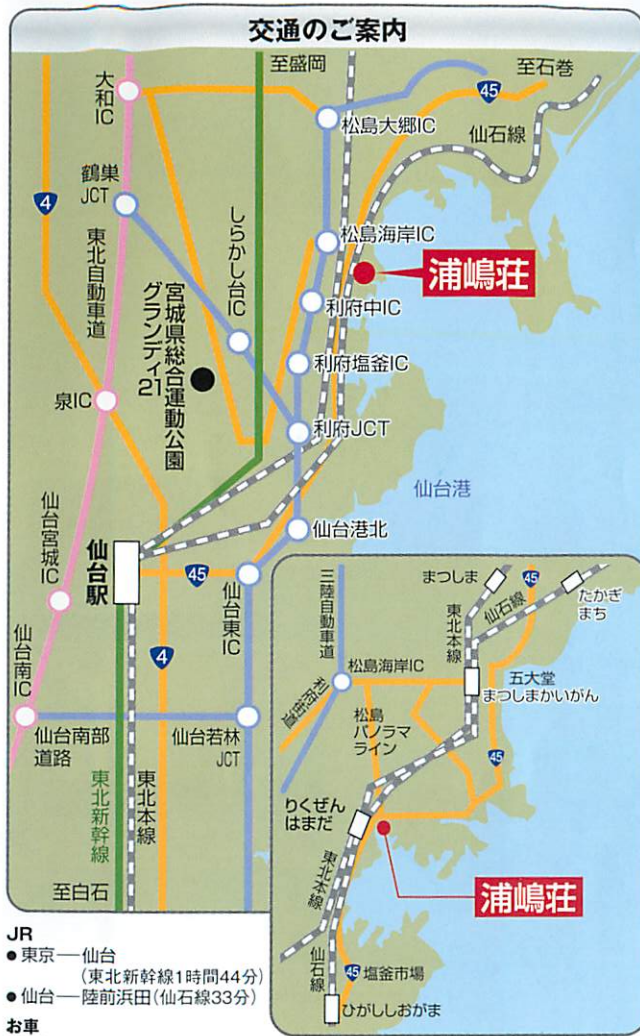 交通のご案内
至盛岡
至石巻
45
大和IC
松島大郷IC
仙石線
鶴巣
JCT
4
しらかし台IC
松島海岸IC
浦嶋荘
東北自動車道
宮城県総合運動公園
グランディ21
利府中IC
利府塩釜IC
泉IC
利府JCT
仙台港
仙台宮城IC
仙台港北
仙台駅
45
仙台東IC
仙台南IC
4
仙台南部
道路
仙台若林
JCT
東北新幹線
東北本線
至白石
まつしま
45
たかぎ
まち
三陸自動車道
東北本線
仙石線
松島海岸IC
五大堂
まつしまかいがん
利府街道
松島
パノラマ
ライン
45
りくぜん
はまだ
浦嶋荘
東北本線
仙石線
45
塩釜市場
ひがししおがま
JR
●東京―仙台
(東北新幹線1時間44分)
●仙台―陸前浜田(仙石線33分)
お車